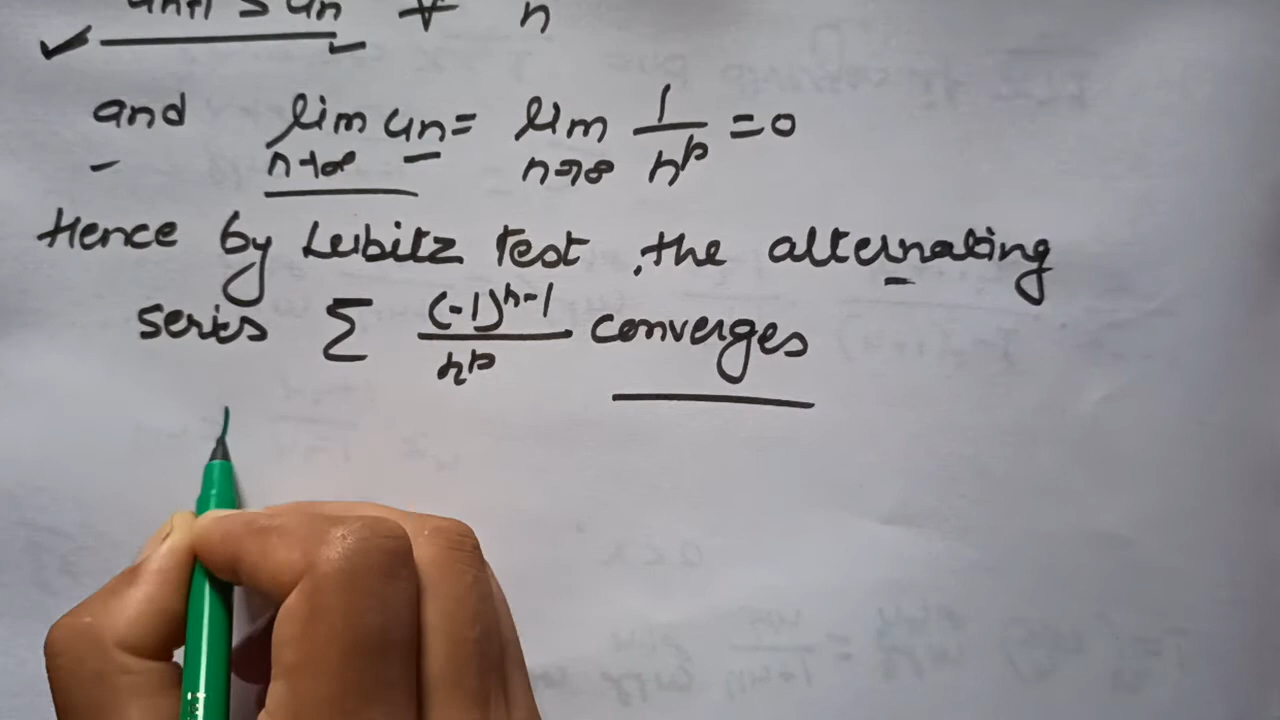 un+1 ≤ un ∀ n
and lim n→∞ un = lim n→∞ 1/n^p = 0
Hence by Leibitz test, the alternating
series Σ (-1)^n-1/n^p converges